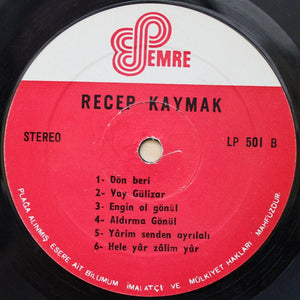 EMRE
RECEP KAYMAK
STEREO
LP 501 B
1- Dön beri
2- Vay Gülizar
3- Engin ol gönül
4- Aldırma Gönül
5- Yârim senden ayrılalı
6- Hele yâr zâlim yâr
PLAĞA ALINMIŞ ESERE AİT BİLUMUM İMALATÇI VE MÜLKİYET HAKLARI MAHFUZDUR.